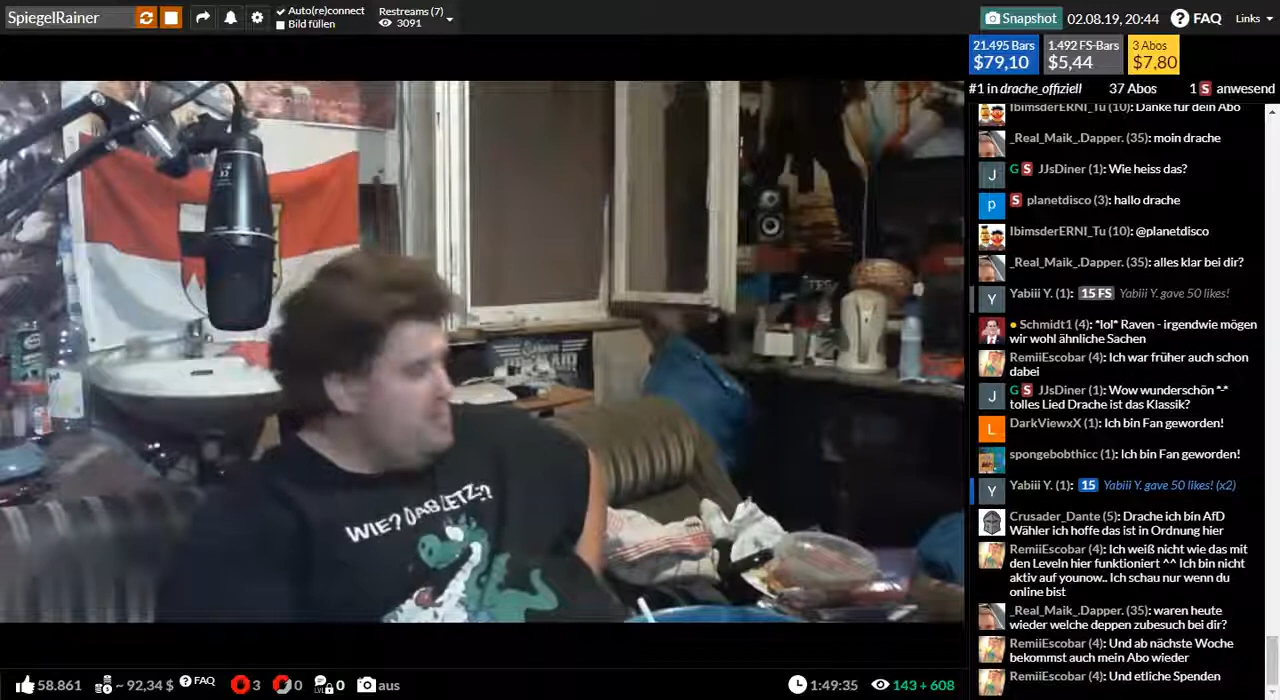 SpiegelRainer
Auto(re)connect
Bild füllen
Restreams (7)
3091
Snapshot
02.08.19, 20:44
FAQ
Links
21.495 Bars
$79,10
1.492 FS-Bars
$5,44
3 Abos
$7,80
#1 in drache_offiziell
37 Abos
1 S anwesend
IbimsderERNI_Tu (10): Danke für dein Abo
_Real_Maik_.Dapper. (35): moin drache
J
G S JJsDiner (1): Wie heiss das?
p
S planetdisco (3): hallo drache
IbimsderERNI_Tu (10): @planetdisco
_Real_Maik_.Dapper. (35): alles klar bei dir?
Y
Yabiii Y. (1): 15 FS Yabiii Y. gave 50 likes!
Schmidt1 (4): *lol* Raven - irgendwie mögen
wir wohl ähnliche Sachen
RemiiEscobar (4): Ich war früher auch schon
dabei
J
G S JJsDiner (1): Wow wunderschön *-*
tolles Lied Drache ist das Klassik?
L
DarkViewxX (1): Ich bin Fan geworden!
spongebobthicc (1): Ich bin Fan geworden!
Y
Yabiii Y. (1): 15 Yabiii Y. gave 50 likes! (x2)
Crusader_Dante (5): Drache ich bin AfD
Wähler ich hoffe das ist in Ordnung hier
RemiiEscobar (4): Ich weiß nicht wie das mit
den Leveln hier funktioniert ^^ Ich bin nicht
aktiv auf younow.. Ich schau nur wenn du
online bist
_Real_Maik_.Dapper. (35): waren heute
wieder welche deppen zubesuch bei dir?
RemiiEscobar (4): Und ab nächste Woche
bekommst auch mein Abo wieder
RemiiEscobar (4): Und etliche Spenden
WIE? DAS LETZ-?
58.861
~ 92,34 $
FAQ
3
0
LVL
0
aus
1:49:35
143 + 608